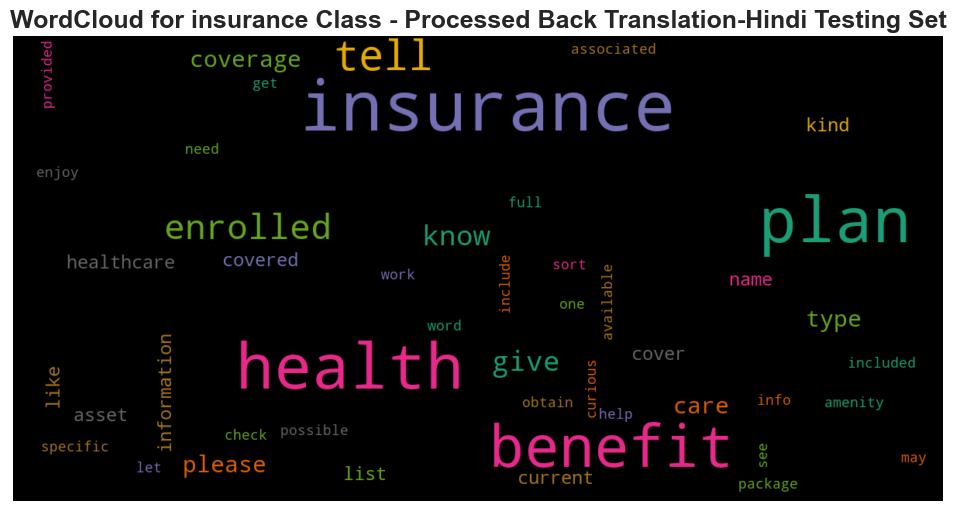 WordCloud for insurance Class - Processed Back Translation-Hindi Testing Set
provided
coverage
tell
associated
get
insurance
kind
need
enjoy
full
plan
enrolled
know
healthcare
covered
work
include
sort
available
name
one
word
type
health
give
cover
included
like
information
asset
curious
obtain
help
care
info
amenity
specific
check
possible
benefit
see
may
let
please
list
current
package